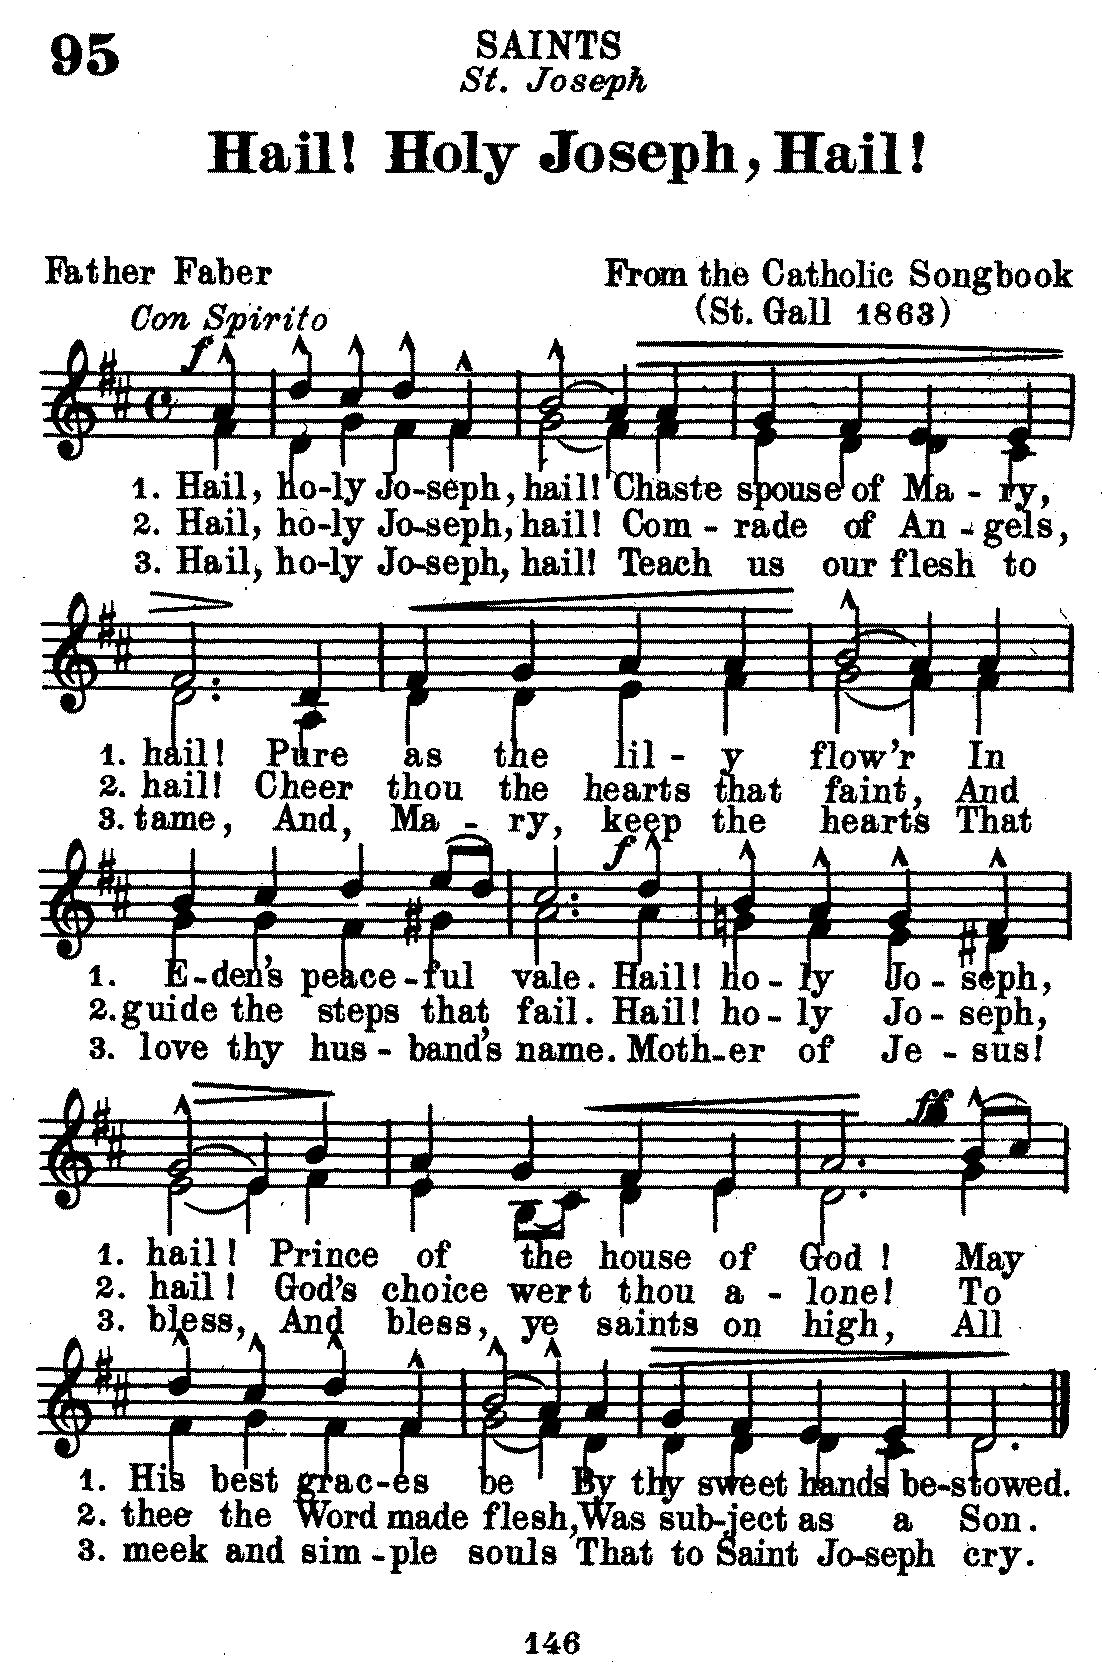 95
SAINTS
St. Joseph
Hail! Holy Joseph, Hail!
Father Faber
From the Catholic Songbook
(St. Gall 1863)
Con Spirito
f
1. Hail, ho-ly Jo-seph, hail! Chaste spouse of Ma - ry,
2. Hail, ho-ly Jo-seph, hail! Com - rade of An - gels,
3. Hail, ho-ly Jo-seph, hail! Teach us our flesh to
1. hail! Pure as the lil - y flow'r In
2. hail! Cheer thou the hearts that faint, And
3. tame, And, Ma - ry, keep the hearts That
f
1. E-den's peace-ful vale. Hail! ho - ly Jo - seph,
2. guide the steps that fail. Hail! ho - ly Jo - seph,
3. love thy hus - band's name. Moth-er of Je - sus!
ff
1. hail! Prince of the house of God! May
2. hail! God's choice wert thou a - lone! To
3. bless, And bless, ye saints on high, All
1. His best grac-es be By thy sweet hands be-stowed.
2. thee the Word made flesh, Was sub-ject as a Son.
3. meek and sim - ple souls That to Saint Jo-seph cry.
146